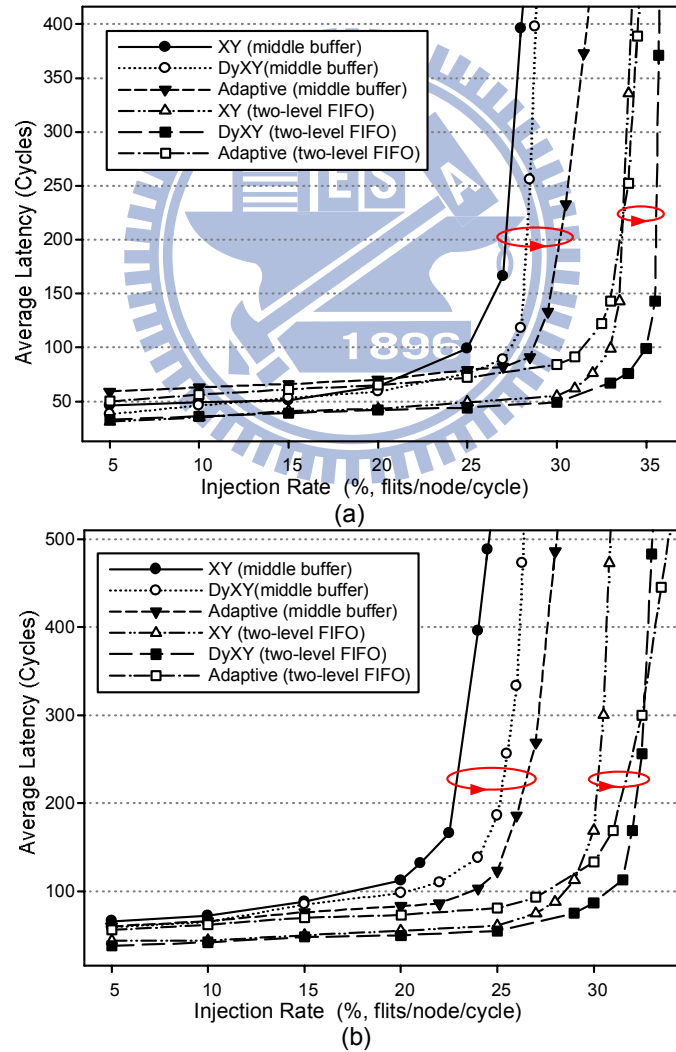 400
350
300
250
200
150
100
50
Average Latency (Cycles)
XY (middle buffer)
DyXY(middle buffer)
Adaptive (middle buffer)
XY (two-level FIFO)
DyXY (two-level FIFO)
Adaptive (two-level FIFO)
E S A
1896
5 10 15 20 25 30 35
Injection Rate (%, flits/node/cycle)
(a)
500
400
300
200
100
Average Latency (Cycles)
XY (middle buffer)
DyXY(middle buffer)
Adaptive (middle buffer)
XY (two-level FIFO)
DyXY (two-level FIFO)
Adaptive (two-level FIFO)
5 10 15 20 25 30
Injection Rate (%, flits/node/cycle)
(b)